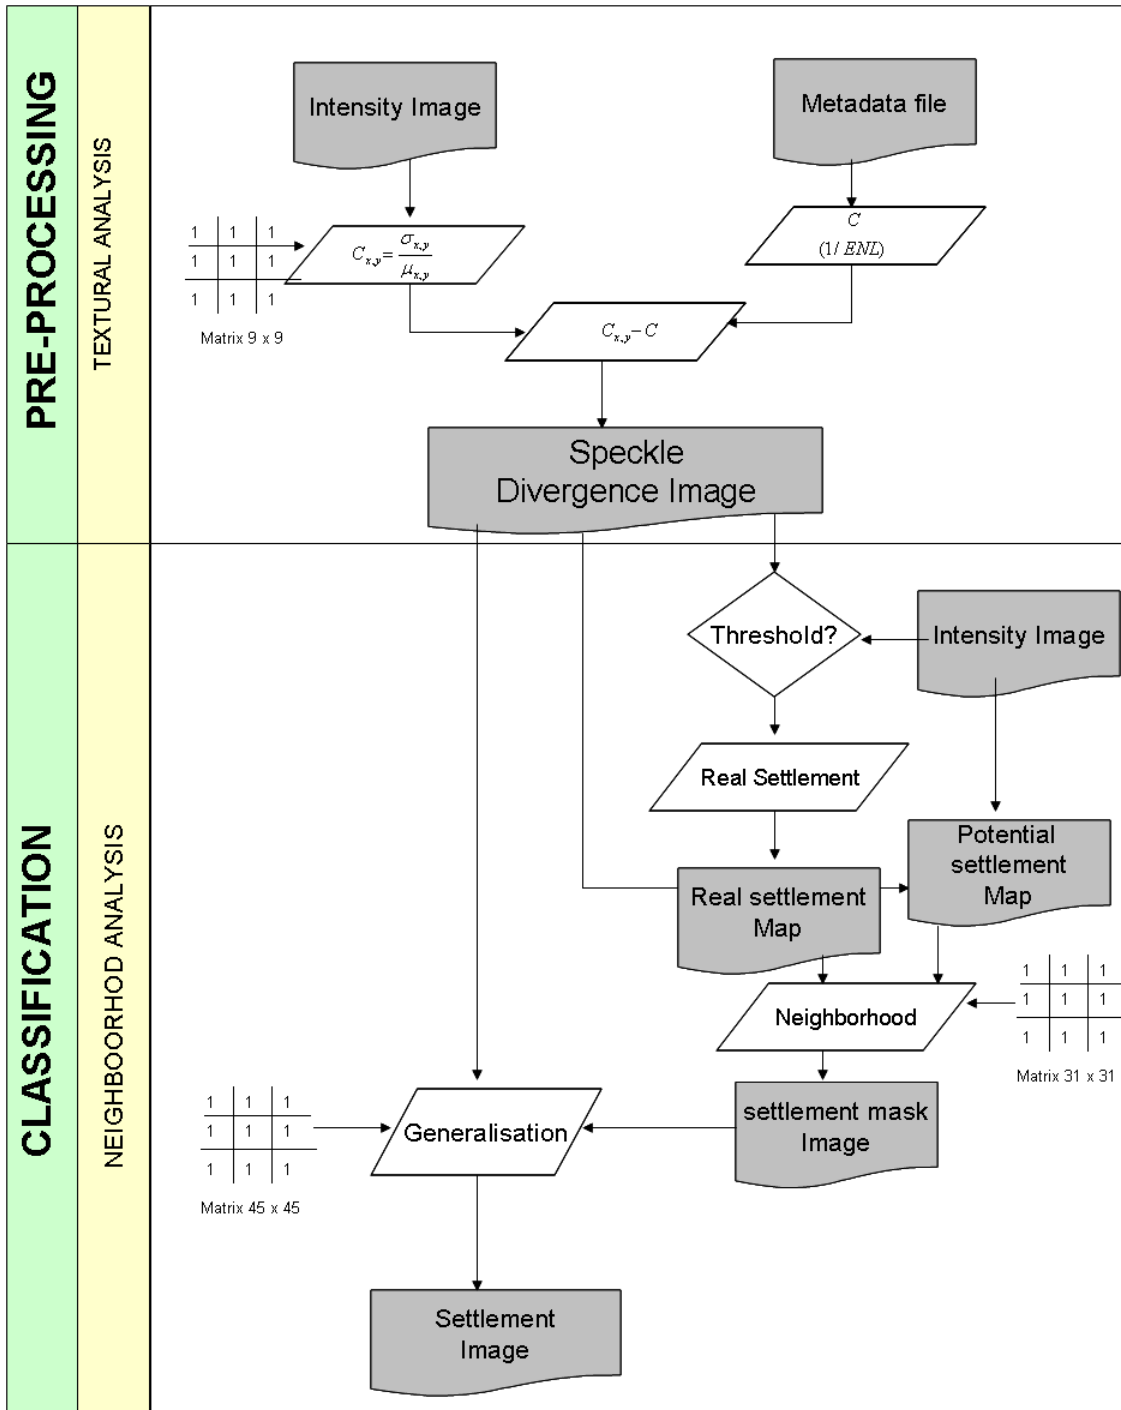 PRE-PROCESSING
TEXTURAL ANALYSIS
Intensity Image
Metadata file
1 1 1
1 1 1
1 1 1
Matrix 9 x 9
C_{x,y} = σ_{x,y} / μ_{x,y}
C
(1/ ENL)
C_{x,y} – C
Speckle
Divergence Image
CLASSIFICATION
NEIGHBOORHOD ANALYSIS
Threshold?
Intensity Image
Real Settlement
Potential
settlement
Map
Real settlement
Map
Neighborhood
1 1 1
1 1 1
1 1 1
Matrix 31 x 31
settlement mask
Image
1 1 1
1 1 1
1 1 1
Matrix 45 x 45
Generalisation
Settlement
Image